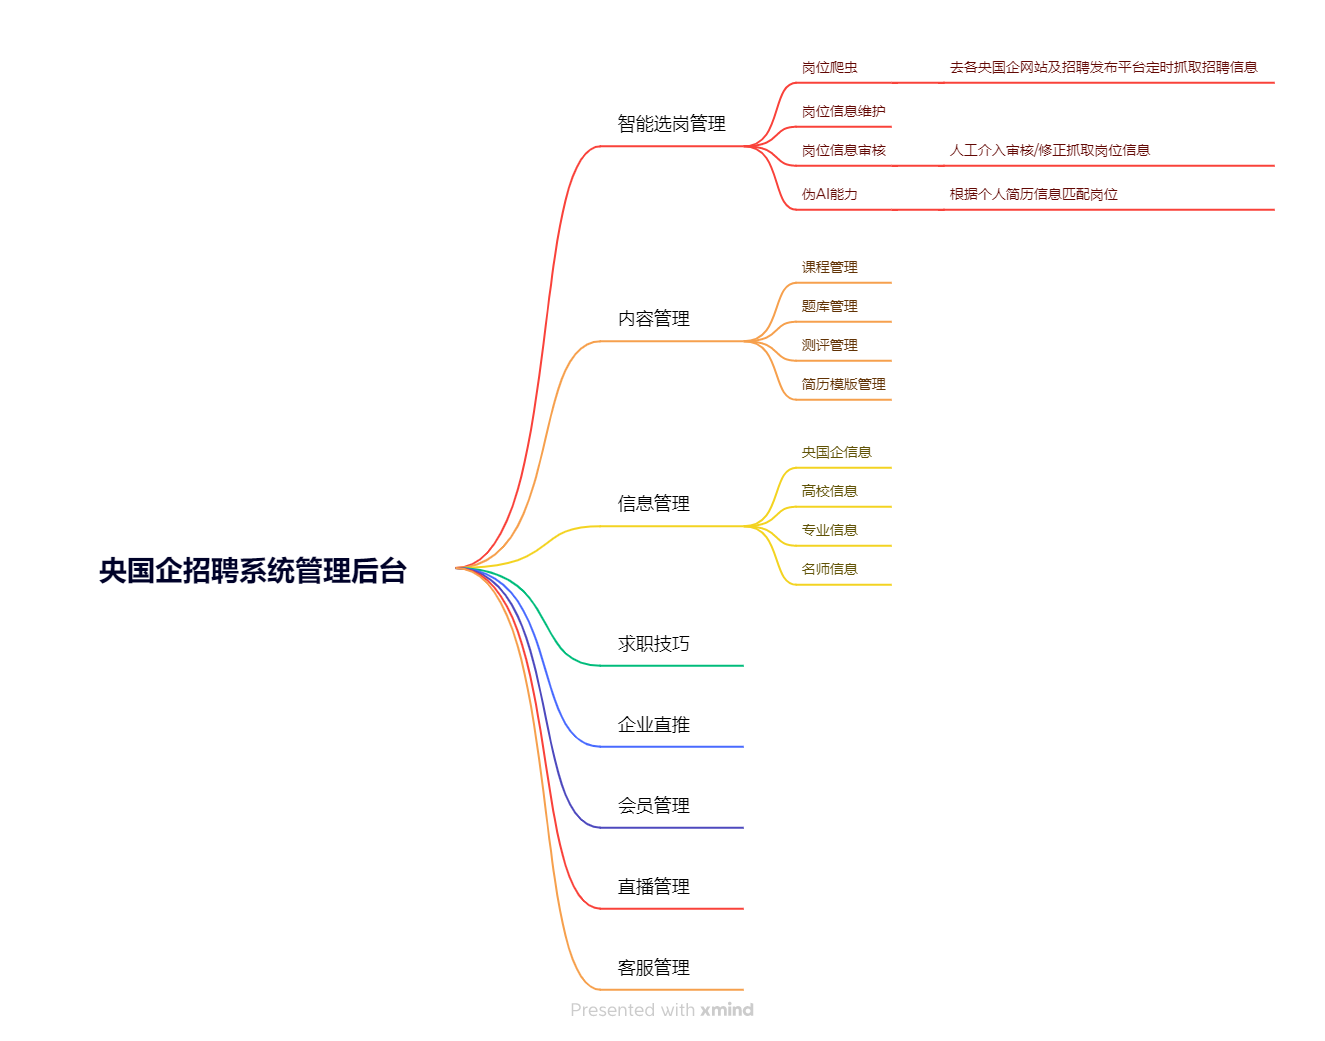 央国企招聘系统管理后台
智能选岗管理
岗位爬虫
去各央国企网站及招聘发布平台定时抓取招聘信息
岗位信息维护
岗位信息审核
人工介入审核/修正抓取岗位信息
伪AI能力
根据个人简历信息匹配岗位
内容管理
课程管理
题库管理
测评管理
简历模版管理
信息管理
央国企信息
高校信息
专业信息
名师信息
求职技巧
企业直推
会员管理
直播管理
客服管理
Presented with xmind